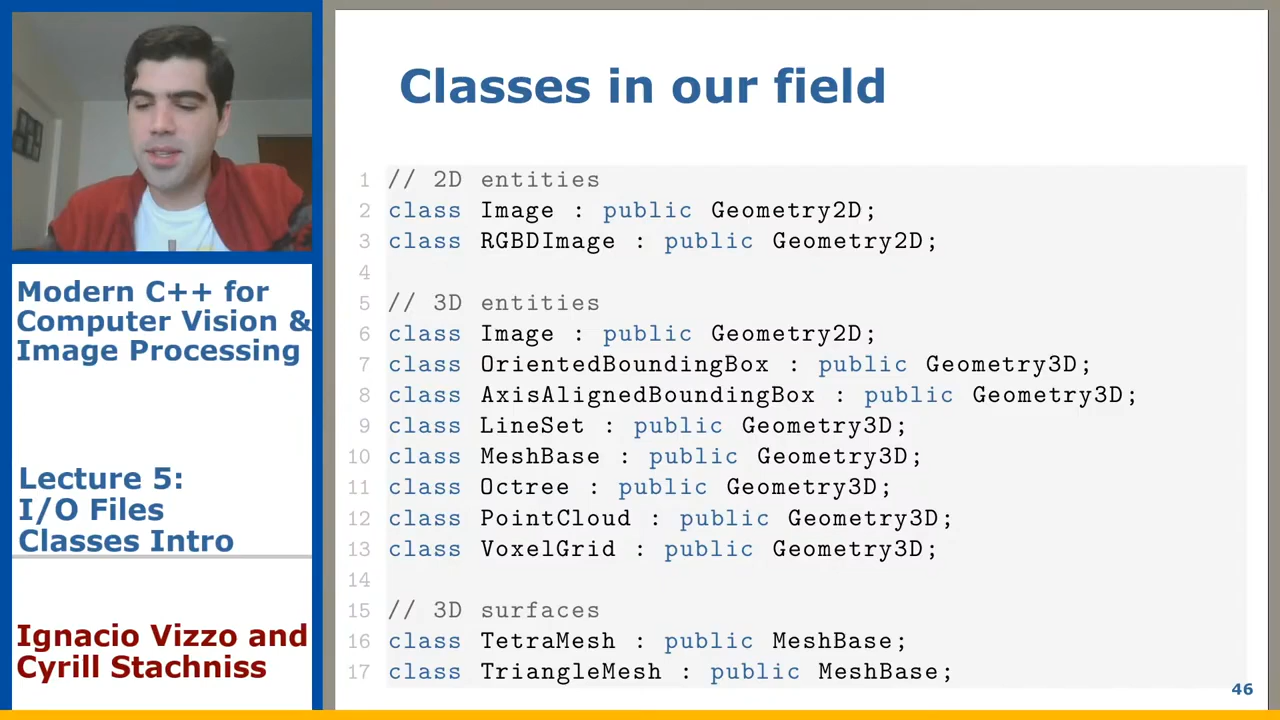 Classes in our field
1 // 2D entities
2 class Image : public Geometry2D;
3 class RGBDImage : public Geometry2D;
4
5 // 3D entities
6 class Image : public Geometry2D;
7 class OrientedBoundingBox : public Geometry3D;
8 class AxisAlignedBoundingBox : public Geometry3D;
9 class LineSet : public Geometry3D;
10 class MeshBase : public Geometry3D;
11 class Octree : public Geometry3D;
12 class PointCloud : public Geometry3D;
13 class VoxelGrid : public Geometry3D;
14
15 // 3D surfaces
16 class TetraMesh : public MeshBase;
17 class TriangleMesh : public MeshBase;
46
Modern C++ for
Computer Vision &
Image Processing
Lecture 5:
I/O Files
Classes Intro
Ignacio Vizzo and
Cyrill Stachniss